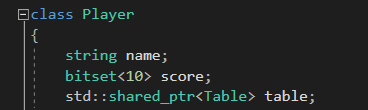 class Player
{
string name;
bitset<10> score;
std::shared_ptr<Table> table;